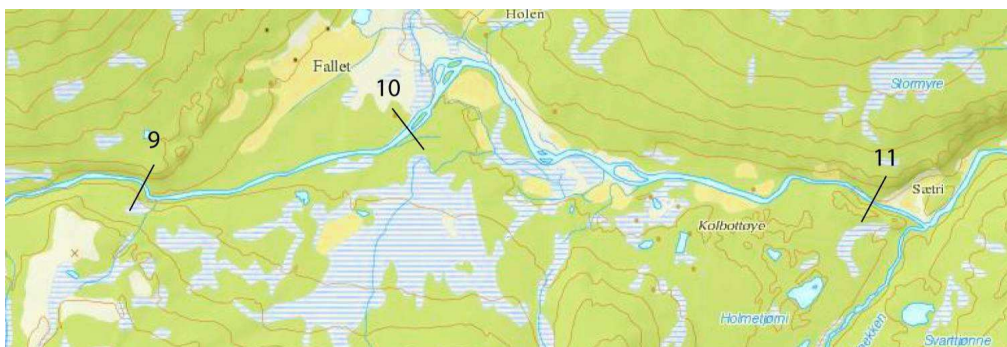 Holen
Fallet
10
Stormyre
9
11
Sætri
Kolbottøye
Holmetjørni
Svarttjønne